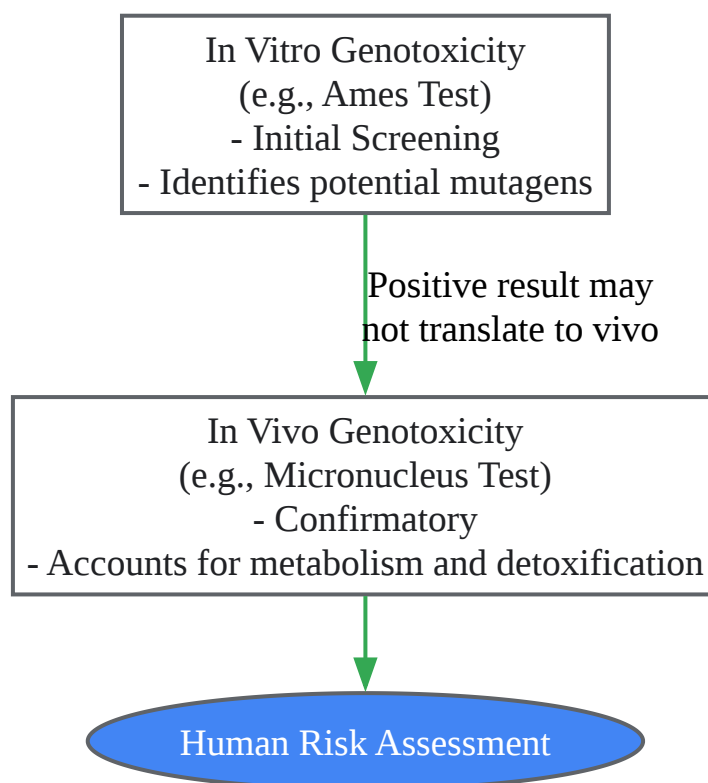 In Vitro Genotoxicity
(e.g., Ames Test)
- Initial Screening
- Identifies potential mutagens
Positive result may
not translate to vivo
In Vivo Genotoxicity
(e.g., Micronucleus Test)
- Confirmatory
- Accounts for metabolism and detoxification
Human Risk Assessment